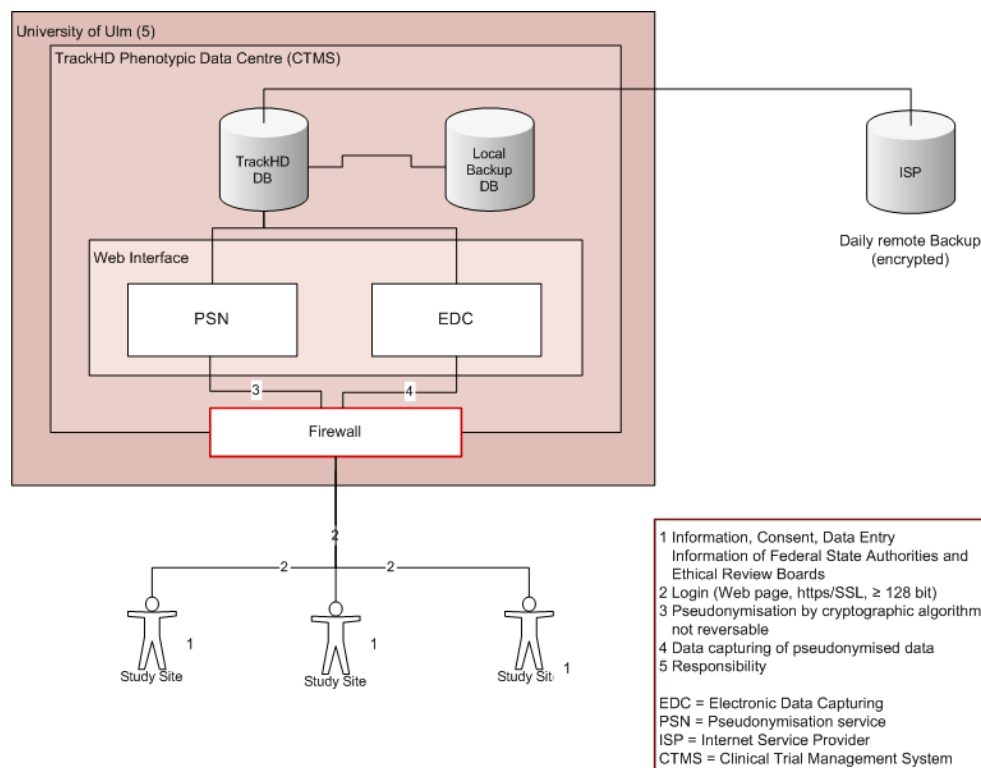 University of Ulm (5)
TrackHD Phenotypic Data Centre (CTMS)
TrackHD
DB
Local
Backup
DB
ISP
Daily remote Backup
(encrypted)
Web Interface
PSN
EDC
3
4
Firewall
2
2
2
1
1
1
Study Site
Study Site
Study Si
1 Information, Consent, Data Entry
Information of Federal State Authorities and
Ethical Review Boards
2 Login (Web page, https/SSL, ≥ 128 bit)
3 Pseudonymisation by cryptographic algorithm
not reversable
4 Data capturing of pseudonymised data
5 Responsibility
EDC = Electronic Data Capturing
PSN = Pseudonymisation service
ISP = Internet Service Provider
CTMS = Clinical Trial Management System